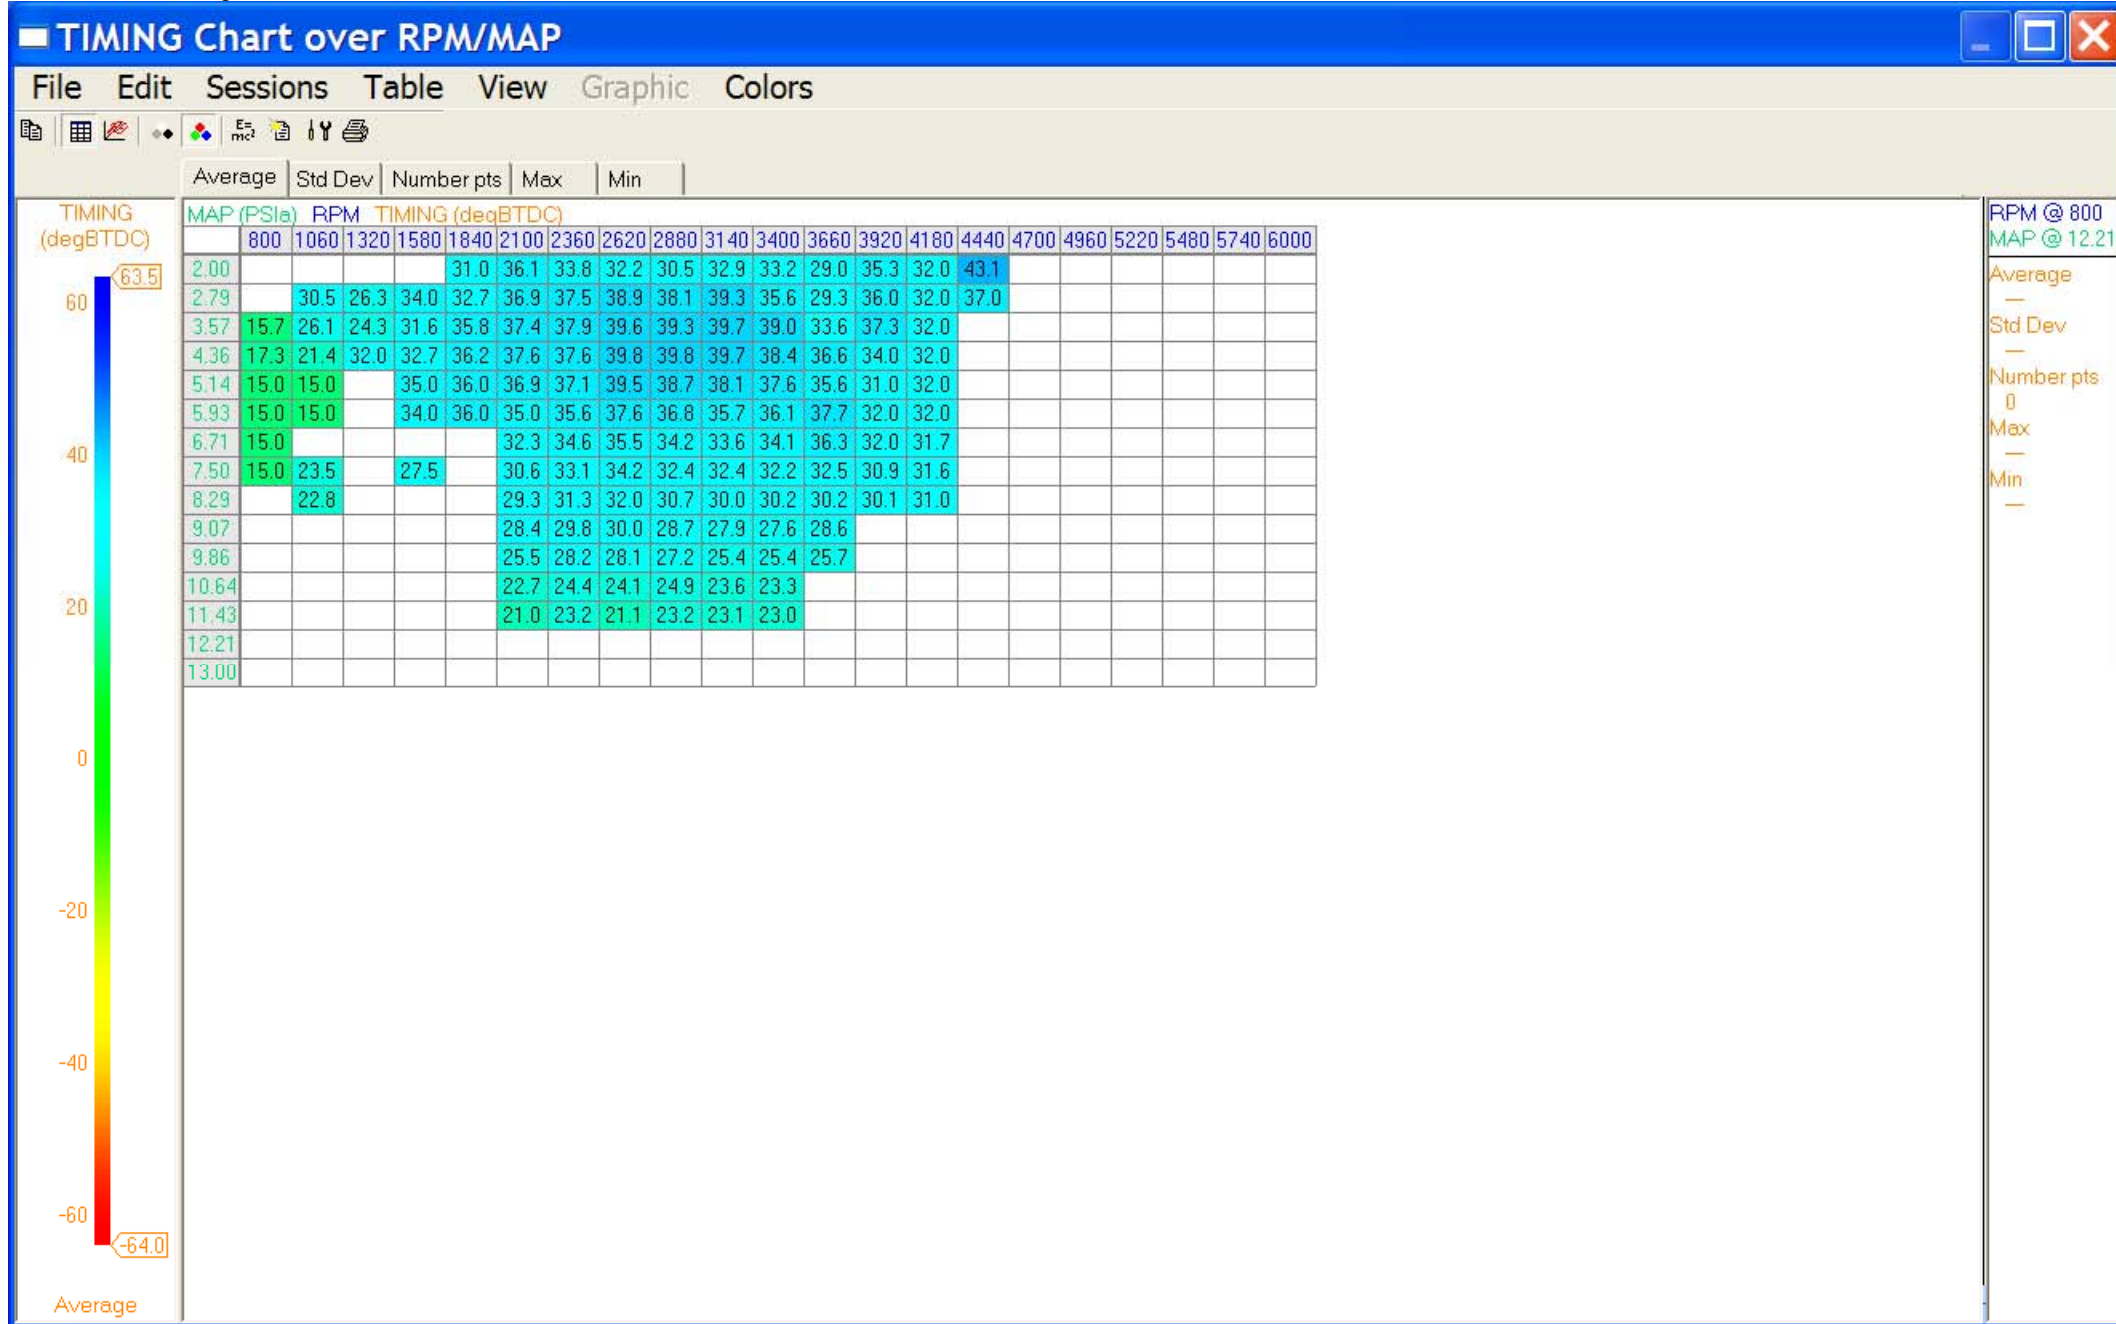 TIMING Chart over RPM/MAP
File Edit Sessions Table View Graphic Colors
E= mc²
Average Std Dev Number pts Max Min
TIMING
(degBTDC)
63.5
60
40
20
0
-20
-40
-60
-64.0
Average
MAP (PSIa) RPM TIMING (degBTDC)
800 1060 1320 1580 1840 2100 2360 2620 2880 3140 3400 3660 3920 4180 4440 4700 4960 5220 5480 5740 6000
2.00 31.0 36.1 33.8 32.2 30.5 32.9 33.2 29.0 35.3 32.0 43.1
2.79 30.5 26.3 34.0 32.7 36.9 37.5 38.9 38.1 39.3 35.6 29.3 36.0 32.0 37.0
3.57 15.7 26.1 24.3 31.6 35.8 37.4 37.9 39.6 39.3 39.7 39.0 33.6 37.3 32.0
4.36 17.3 21.4 32.0 32.7 36.2 37.6 37.6 39.8 39.8 39.7 38.4 36.6 34.0 32.0
5.14 15.0 15.0 35.0 36.0 36.9 37.1 39.5 38.7 38.1 37.6 35.6 31.0 32.0
5.93 15.0 15.0 34.0 36.0 35.0 35.6 37.6 36.8 35.7 36.1 37.7 32.0 32.0
6.71 15.0 32.3 34.6 35.5 34.2 33.6 34.1 36.3 32.0 31.7
7.50 15.0 23.5 27.5 30.6 33.1 34.2 32.4 32.4 32.2 32.5 30.9 31.6
8.29 22.8 29.3 31.3 32.0 30.7 30.0 30.2 30.2 30.1 31.0
9.07 28.4 29.8 30.0 28.7 27.9 27.6 28.6
9.86 25.5 28.2 28.1 27.2 25.4 25.4 25.7
10.64 22.7 24.4 24.1 24.9 23.6 23.3
11.43 21.0 23.2 21.1 23.2 23.1 23.0
12.21
13.00
RPM @ 800
MAP @ 12.21
Average
—
Std Dev
—
Number pts
0
Max
—
Min
—